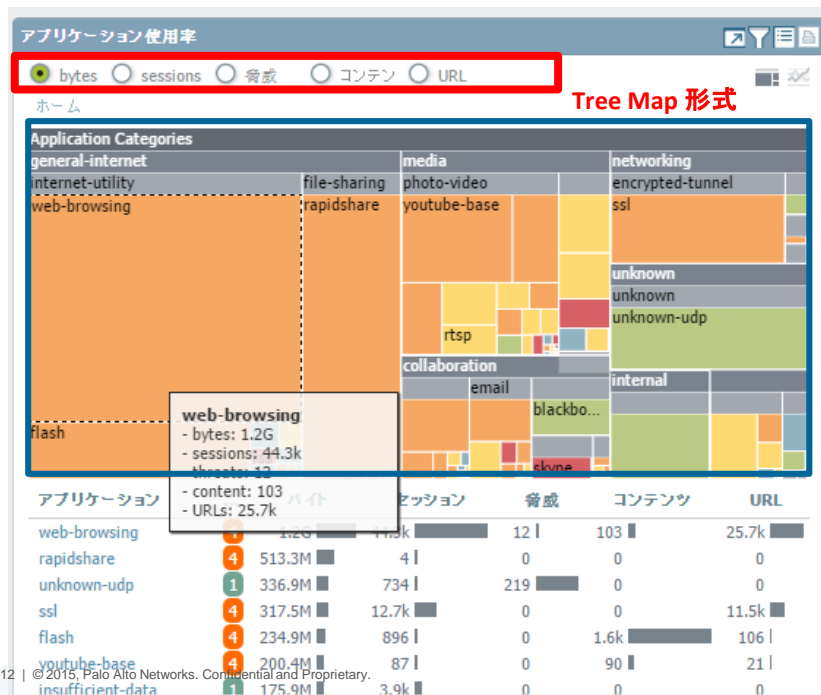 アプリケーション使用率
bytes sessions 脅威 コンテン URL
ホーム
Tree Map 形式
Application Categories
general-internet media networking
internet-utility file-sharing photo-video encrypted-tunnel
web-browsing rapidshare youtube-base ssl
unknown
unknown
unknown-udp
rtsp
collaboration
email internal
blackbo...
flash
skype
web-browsing
- bytes: 1.2G
- sessions: 44.3k
- threats: 12
- content: 103
- URLs: 25.7k
アプリケーション バイト セッション 脅威 コンテンツ URL
web-browsing 4 1.2G 44.3k 12 103 25.7k
rapidshare 4 513.3M 4 0 0 0
unknown-udp 1 336.9M 734 219 0 0
ssl 4 317.5M 12.7k 0 0 11.5k
flash 4 234.9M 896 0 1.6k 106
youtube-base 4 200.4M 87 0 90 21
12 | © 2015, Palo Alto Networks. Confidential and Proprietary.
insufficient-data 1 175.9M 3.9k 0 0 0